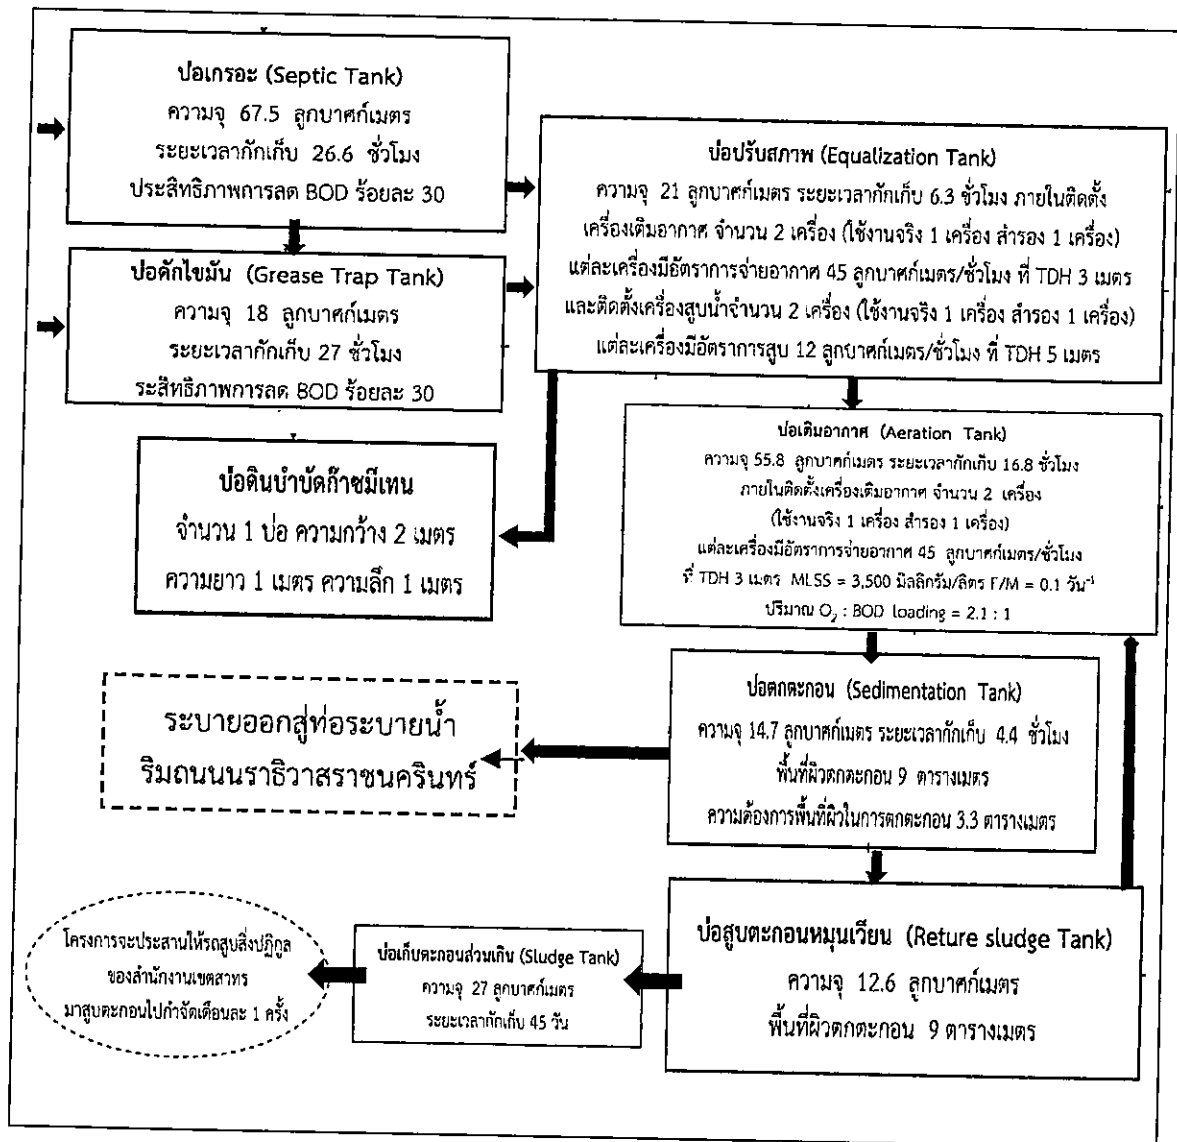 บ่อเกรอะ (Septic Tank)
ความจุ 67.5 ลูกบาศก์เมตร
ระยะเวลากักเก็บ 26.6 ชั่วโมง
ประสิทธิภาพการลด BOD ร้อยละ 30
บ่อดักไขมัน (Grease Trap Tank)
ความจุ 18 ลูกบาศก์เมตร
ระยะเวลากักเก็บ 27 ชั่วโมง
ระสิทธิภาพการลด BOD ร้อยละ 30
บ่อปรับสภาพ (Equalization Tank)
ความจุ 21 ลูกบาศก์เมตร ระยะเวลากักเก็บ 6.3 ชั่วโมง ภายในติดตั้ง
เครื่องเติมอากาศ จำนวน 2 เครื่อง (ใช้งานจริง 1 เครื่อง สำรอง 1 เครื่อง)
แต่ละเครื่องมีอัตราการจ่ายอากาศ 45 ลูกบาศก์เมตร/ชั่วโมง ที่ TDH 3 เมตร
และติดตั้งเครื่องสูบน้ำจำนวน 2 เครื่อง (ใช้งานจริง 1 เครื่อง สำรอง 1 เครื่อง)
แต่ละเครื่องมีอัตราการสูบ 12 ลูกบาศก์เมตร/ชั่วโมง ที่ TDH 5 เมตร
บ่อดินบำบัดก๊าซมีเทน
จำนวน 1 บ่อ ความกว้าง 2 เมตร
ความยาว 1 เมตร ความลึก 1 เมตร
บ่อเติมอากาศ (Aeration Tank)
ความจุ 55.8 ลูกบาศก์เมตร ระยะเวลากักเก็บ 16.8 ชั่วโมง
ภายในติดตั้งเครื่องเติมอากาศ จำนวน 2 เครื่อง
(ใช้งานจริง 1 เครื่อง สำรอง 1 เครื่อง)
แต่ละเครื่องมีอัตราการจ่ายอากาศ 45 ลูกบาศก์เมตร/ชั่วโมง
ที่ TDH 3 เมตร MLSS = 3,500 มิลลิกรัม/ลิตร F/M = 0.1 วัน⁻¹
ปริมาณ O₂ : BOD loading = 2.1 : 1
บ่อตกตะกอน (Sedimentation Tank)
ความจุ 14.7 ลูกบาศก์เมตร ระยะเวลากักเก็บ 4.4 ชั่วโมง
พื้นที่ผิวตกตะกอน 9 ตารางเมตร
ความต้องการพื้นที่ผิวในการตกตะกอน 3.3 ตารางเมตร
ระบายออกสู่ท่อระบายน้ำ
ริมถนนนราธิวาสราชนครินทร์
บ่อสูบตะกอนหมุนเวียน (Reture sludge Tank)
ความจุ 12.6 ลูกบาศก์เมตร
พื้นที่ผิวตกตะกอน 9 ตารางเมตร
บ่อเก็บตะกอนส่วนเกิน (Sludge Tank)
ความจุ 27 ลูกบาศก์เมตร
ระยะเวลากักเก็บ 45 วัน
โครงการจะประสานให้รถสูบสิ่งปฏิกูล
ของสำนักงานเขตสาทร
มาสูบตะกอนไปกำจัดเดือนละ 1 ครั้ง